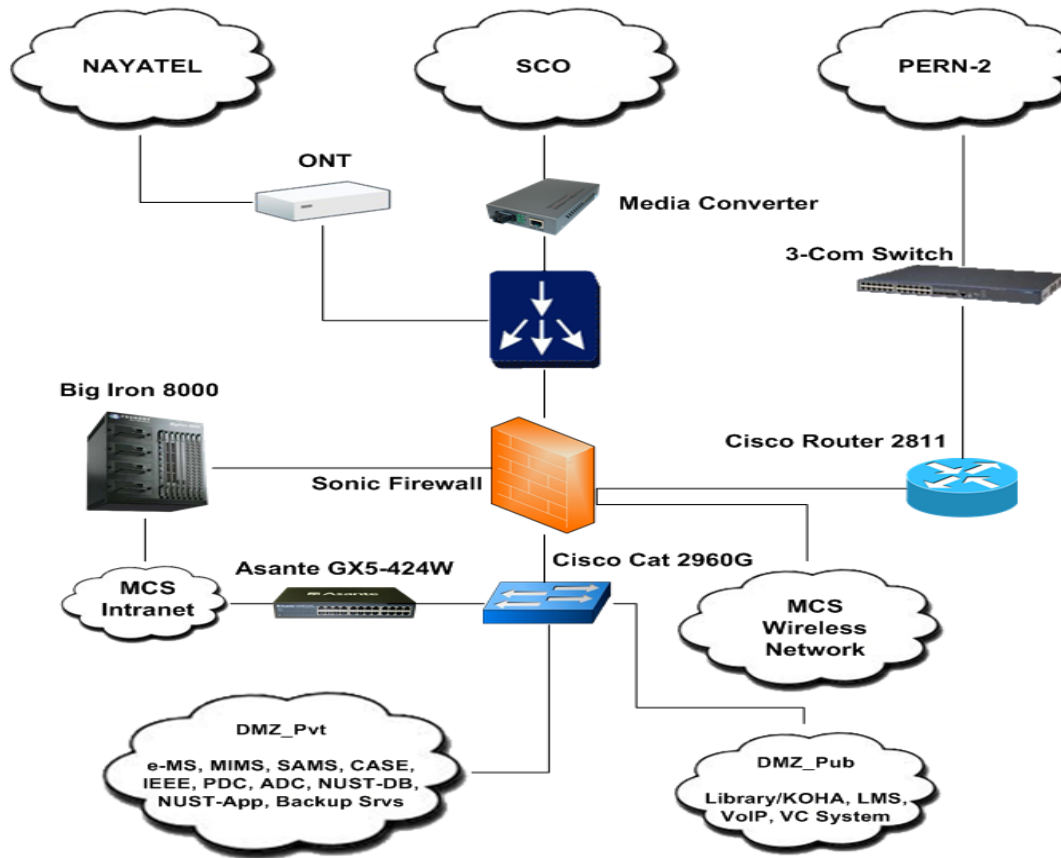 NAYATEL
SCO
PERN-2
ONT
Media Converter
3-Com Switch
Big Iron 8000
Cisco Router 2811
Sonic Firewall
Asante GX5-424W
Cisco Cat 2960G
MCS
Intranet
Asante
MCS
Wireless
Network
DMZ_Pvt
e-MS, MIMS, SAMS, CASE,
IEEE, PDC, ADC, NUST-DB,
NUST-App, Backup Srvs
DMZ_Pub
Library/KOHA, LMS,
VoIP, VC System